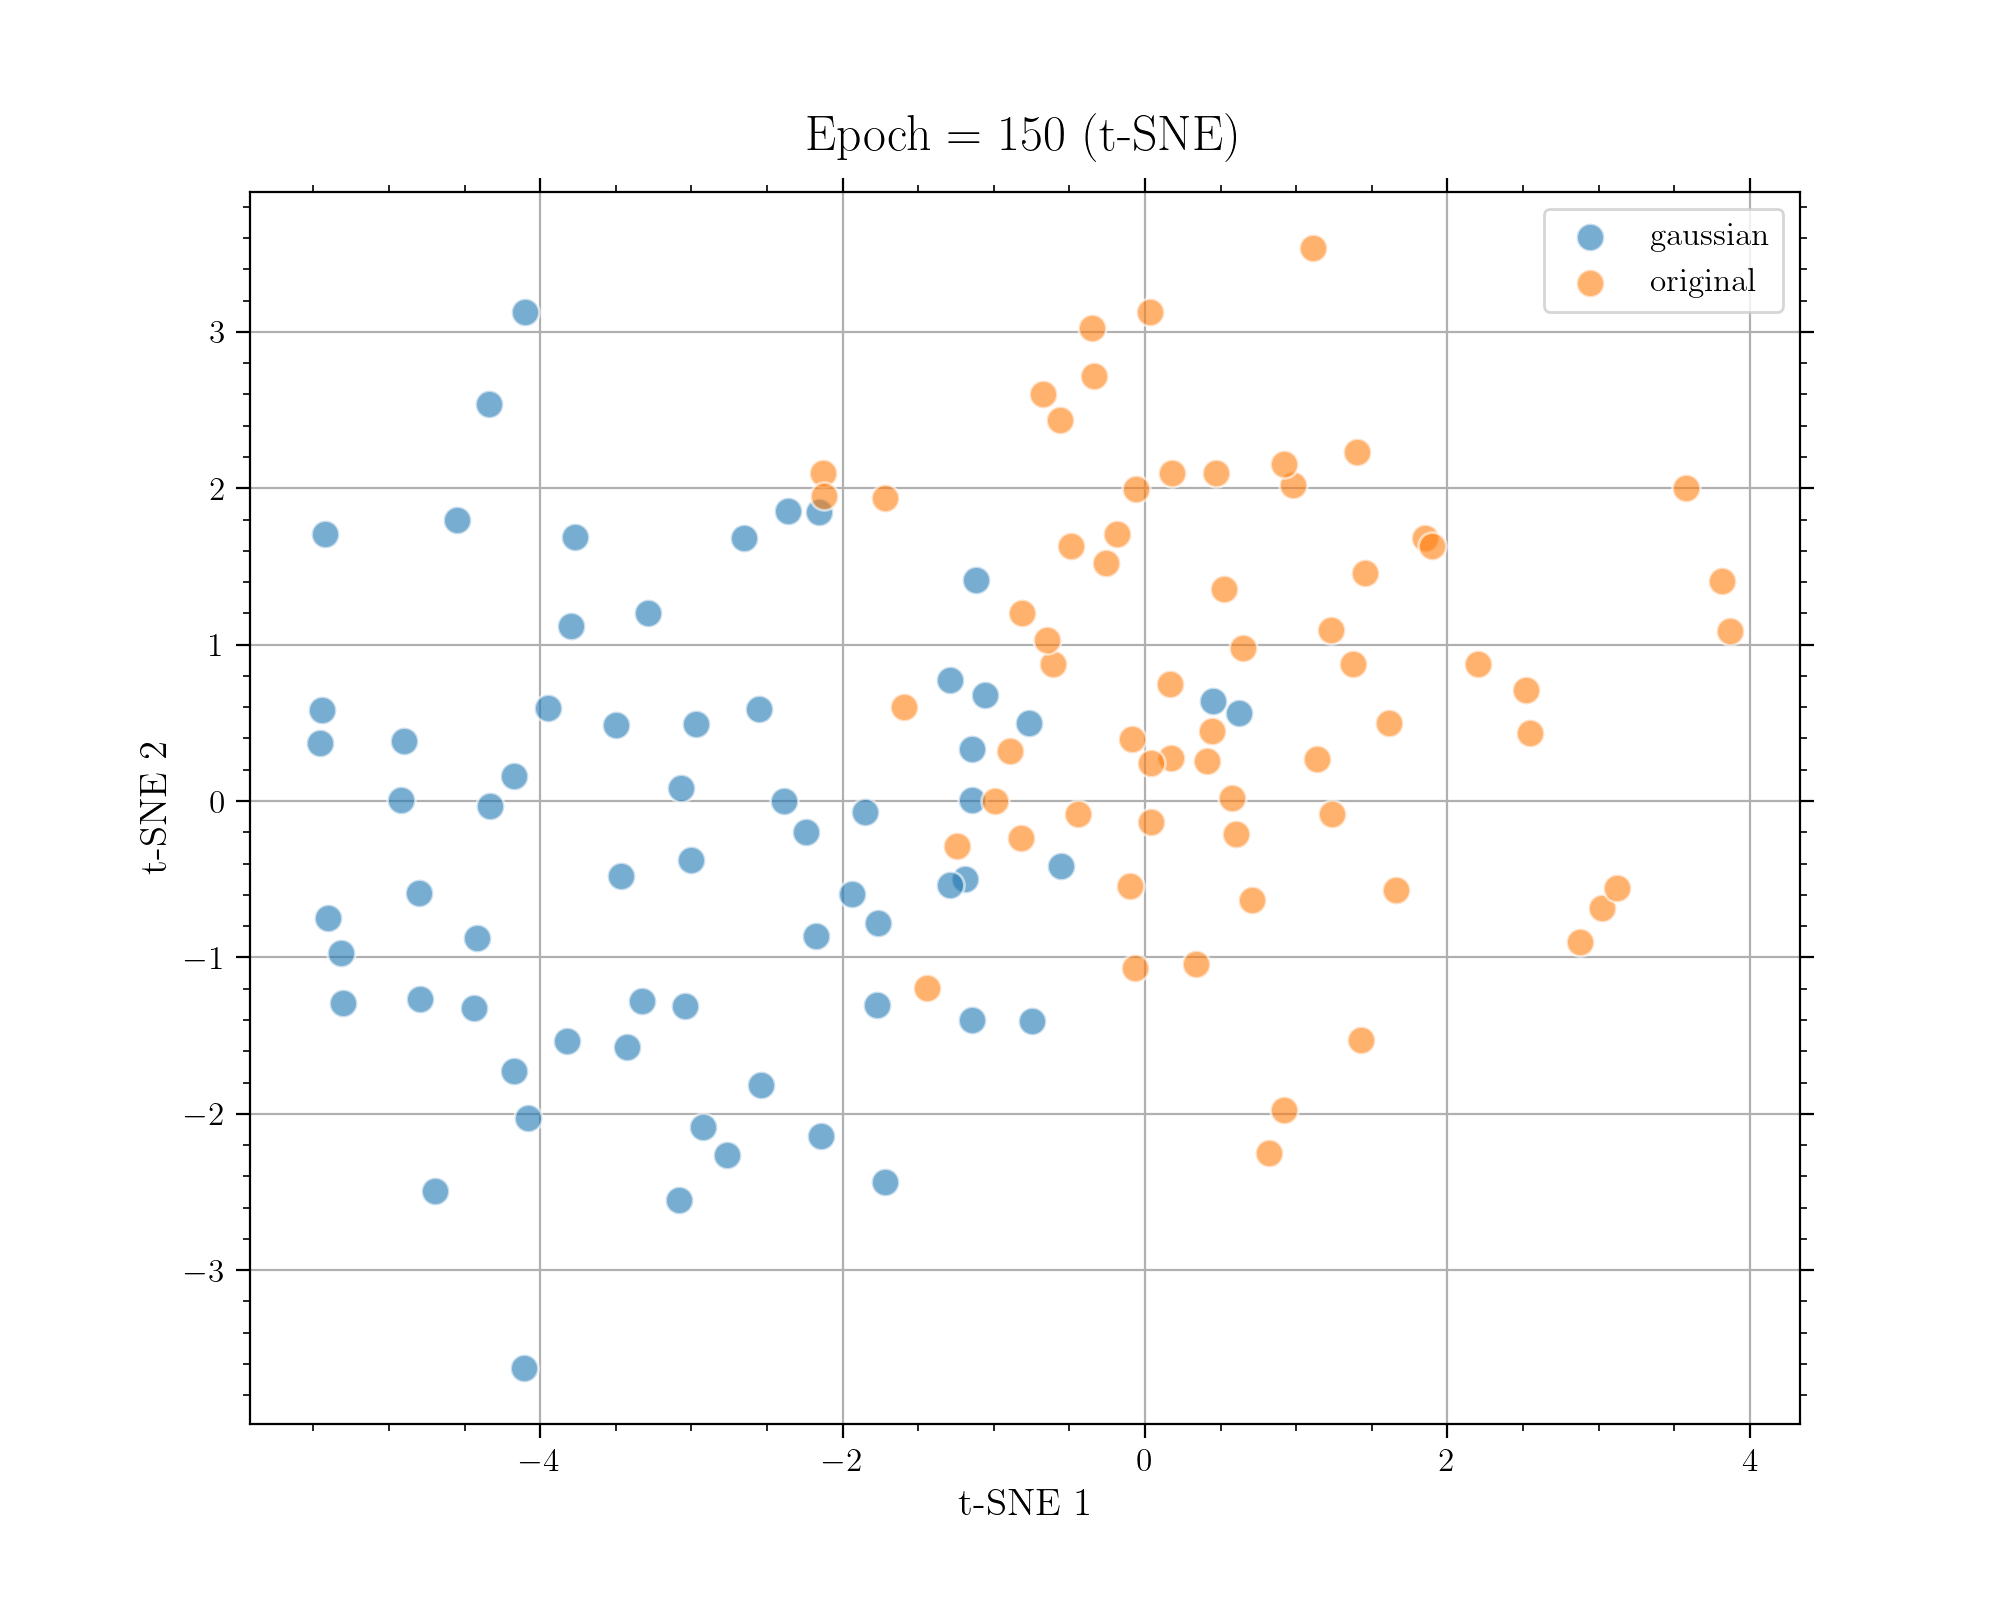 Epoch = 150 (t-SNE)
gaussian
original
t-SNE 2
3
2
1
0
−1
−2
−3
−4 −2 0 2 4
t-SNE 1